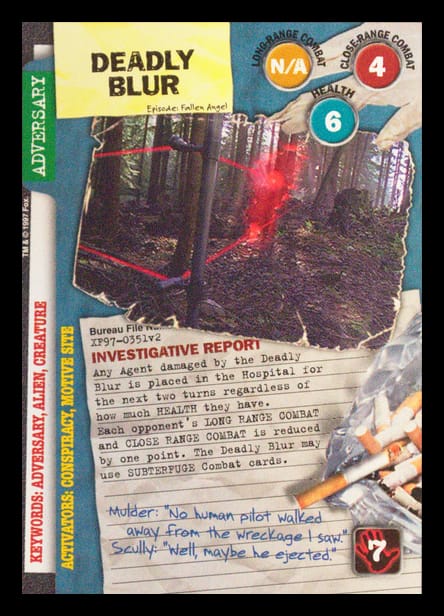 DEADLY
BLUR
Episode: Fallen Angel
LONG-RANGE COMBAT
N/A
CLOSE-RANGE COMBAT
4
HEALTH
6
ADVERSARY
TM & © 1997 Fox.
KEYWORDS: ADVERSARY, ALIEN, CREATURE
ACTIVATORS: CONSPIRACY, MOTIVE SITE
Bureau File
XP97-0351v2
INVESTIGATIVE REPORT
Any Agent damaged by the Deadly
Blur is placed in the Hospital for
the next two turns regardless of
how much HEALTH they have.
Each opponent's LONG RANGE COMBAT
and CLOSE RANGE COMBAT is reduced
by one point. The Deadly Blur may
use SUBTERFUGE Combat cards.
Mulder: "No human pilot walked
away from the wreckage I saw."
Scully: "Well, maybe he ejected."
7